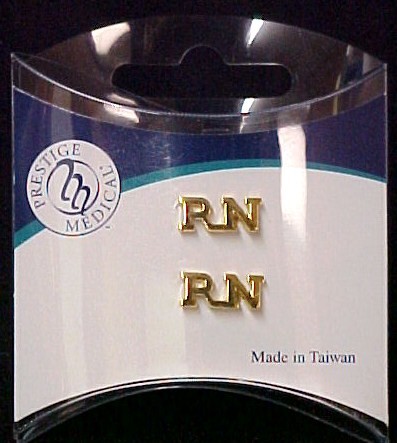 PRESTIGE
MEDICAL
RN
RN
Made in Taiwan